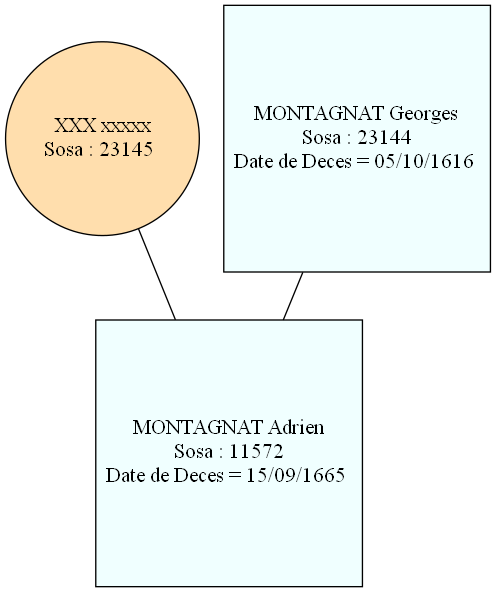 XXX xxxxx
Sosa : 23145
MONTAGNAT Georges
Sosa : 23144
Date de Deces = 05/10/1616
MONTAGNAT Adrien
Sosa : 11572
Date de Deces = 15/09/1665